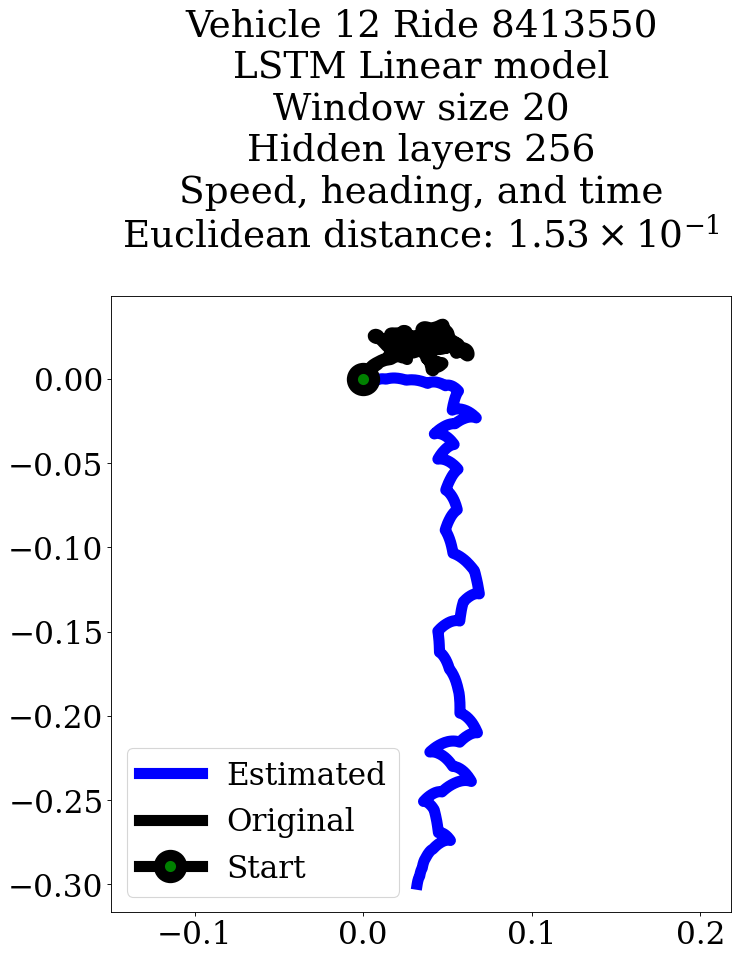 Vehicle 12 Ride 8413550
LSTM Linear model
Window size 20
Hidden layers 256
Speed, heading, and time
Euclidean distance: 1.53 × 10⁻¹
0.00
−0.05
−0.10
−0.15
−0.20
−0.25
−0.30
Estimated
Original
Start
−0.1
0.0
0.1
0.2